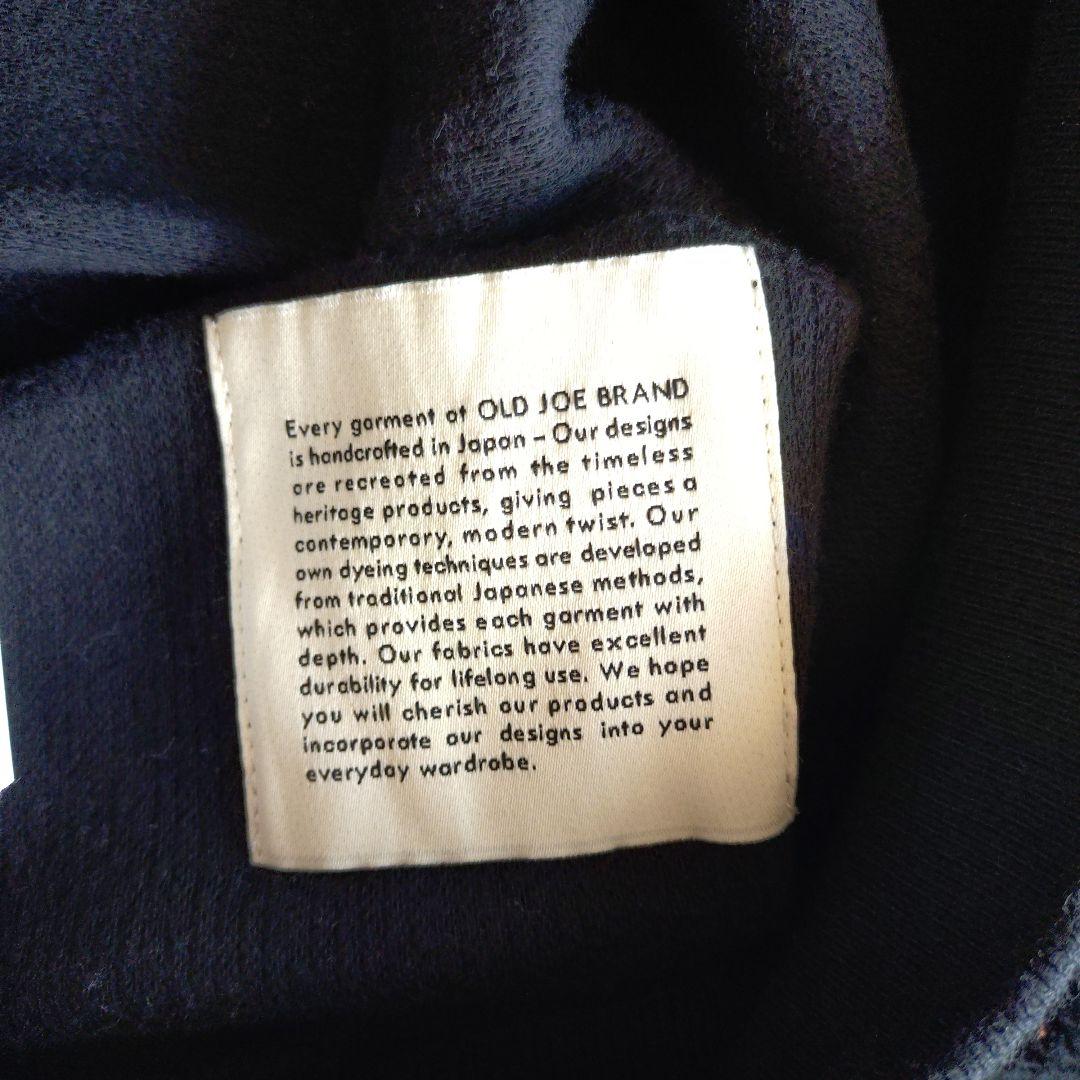 Every garment at OLD JOE BRAND
is handcrafted in Japan – Our designs
are recreated from the timeless
heritage products, giving pieces a
contemporary, modern twist. Our
own dyeing techniques are developed
from traditional Japanese methods,
which provides each garment with
depth. Our fabrics have excellent
durability for lifelong use. We hope
you will cherish our products and
incorporate our designs into your
everyday wardrobe.